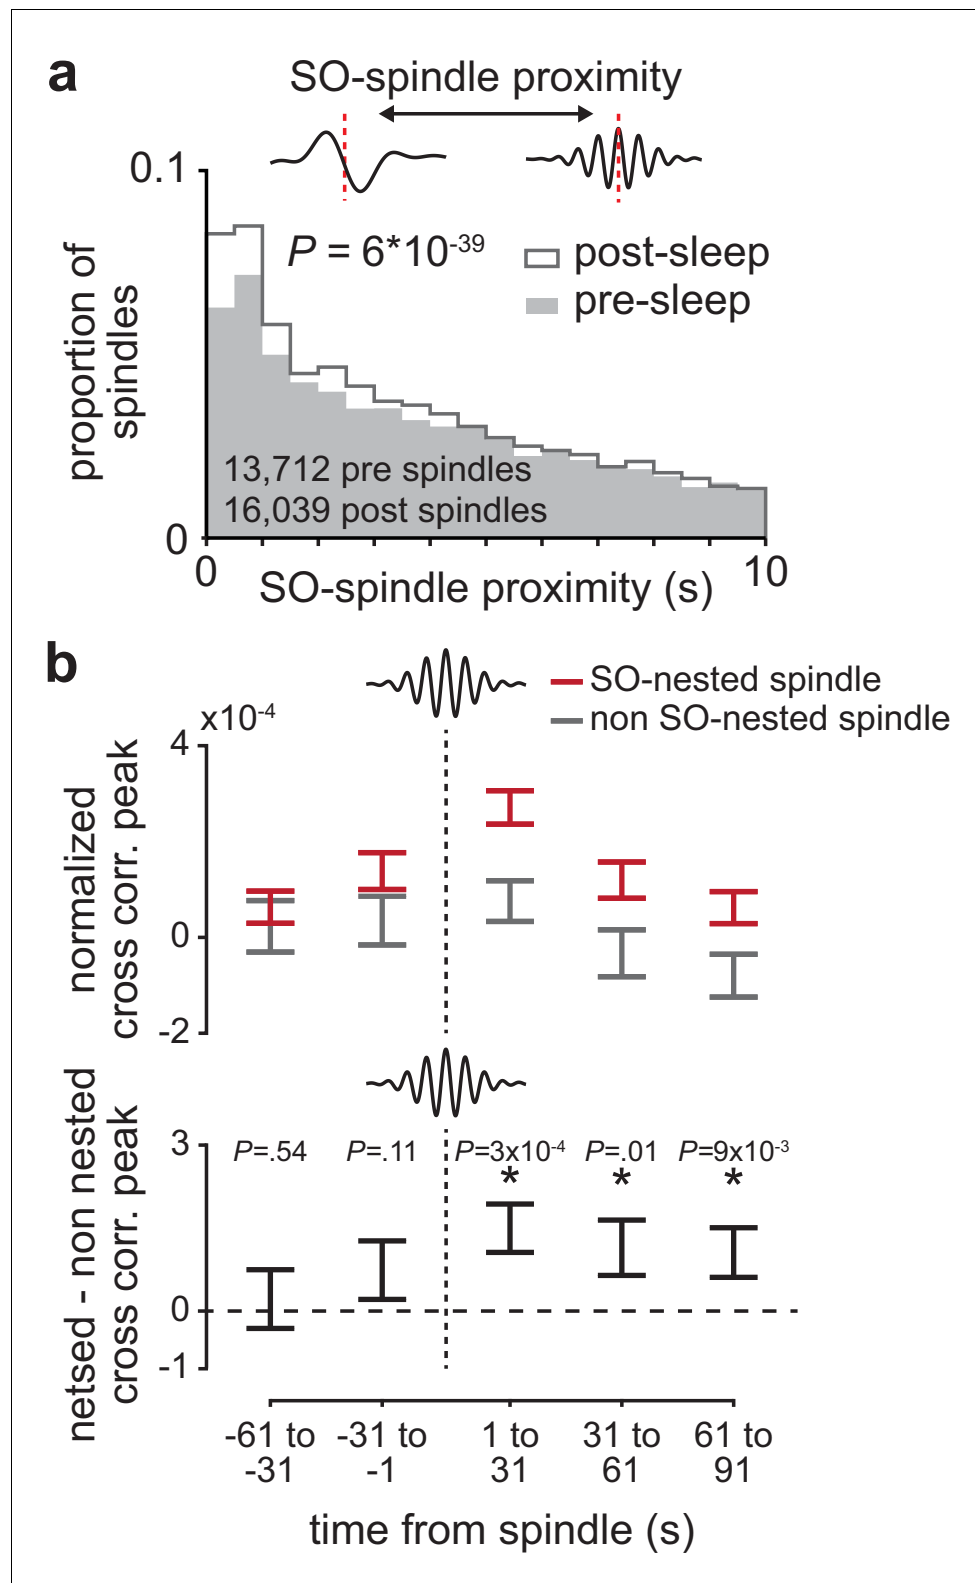 a
SO-spindle proximity
0.1
P = 6*10-39
post-sleep
pre-sleep
proportion of
spindles
13,712 pre spindles
16,039 post spindles
0
0
10
SO-spindle proximity (s)
b
SO-nested spindle
non SO-nested spindle
x10-4
4
0
-2
normalized
cross corr. peak
P=.54
P=.11
P=3x10-4
P=.01
P=9x10-3
*
*
*
3
0
-1
netsed - non nested
cross corr. peak
-61 to
-31
-31 to
-1
1 to
31
31 to
61
61 to
91
time from spindle (s)